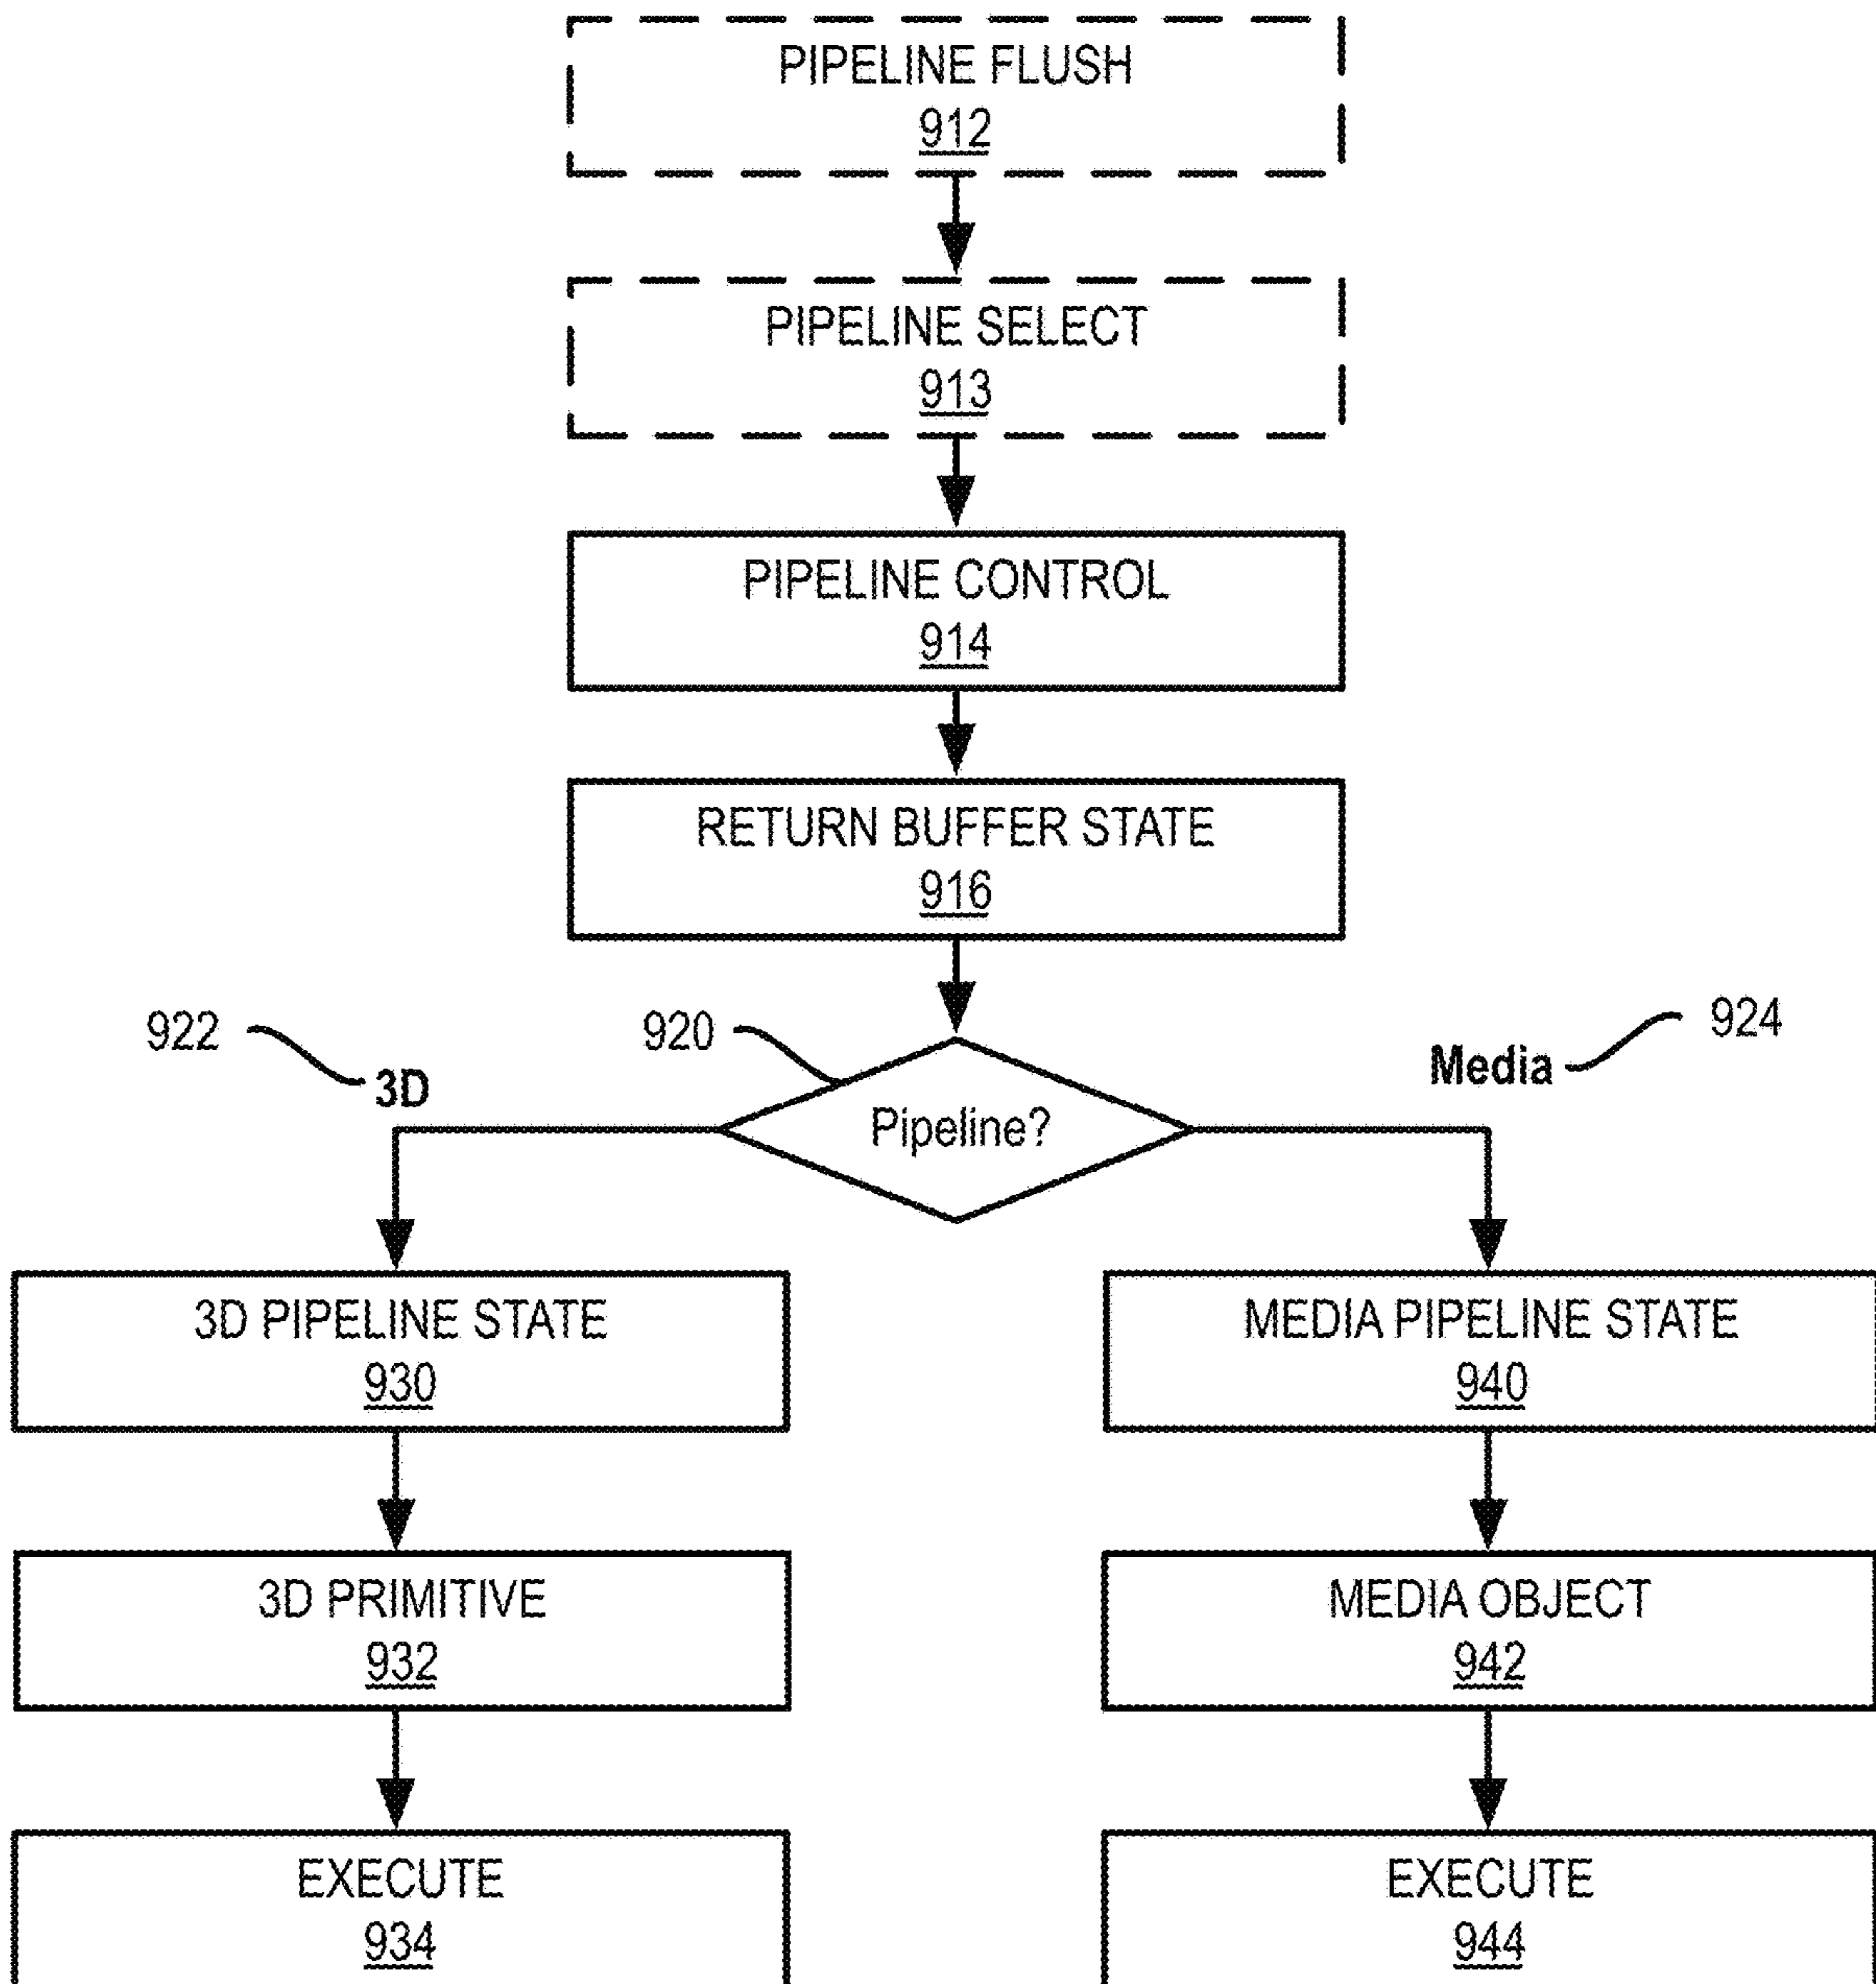 PIPELINE FLUSH
912
PIPELINE SELECT
913
PIPELINE CONTROL
914
RETURN BUFFER STATE
916
922
920
924
3D
Media
Pipeline?
3D PIPELINE STATE
930
MEDIA PIPELINE STATE
940
3D PRIMITIVE
932
MEDIA OBJECT
942
EXECUTE
934
EXECUTE
944